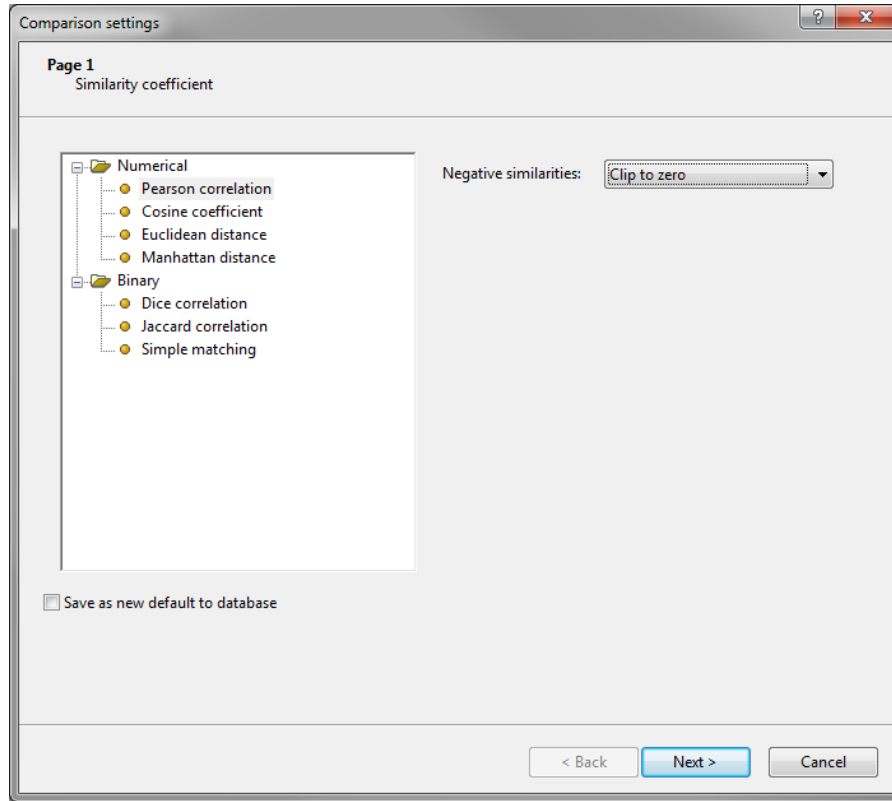 Comparison settings
Page 1
Similarity coefficient
Numerical
Pearson correlation
Cosine coefficient
Euclidean distance
Manhattan distance
Binary
Dice correlation
Jaccard correlation
Simple matching
Negative similarities: Clip to zero
Save as new default to database
< Back Next > Cancel